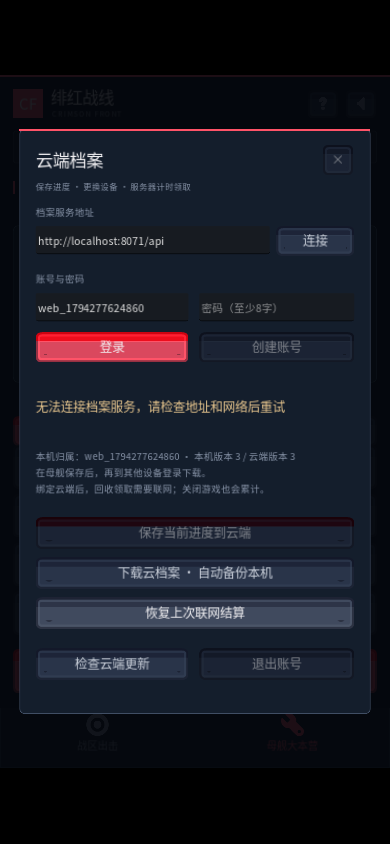 CF 绯红战线
?
云端档案
×
保存进度 · 更换设备 · 服务器计时领取
档案服务地址
http://localhost:8071/api 连接
账号与密码
web_1794277624860 密码（至少8字）
登录 创建账号
无法连接档案服务，请检查地址和网络后重试
本机归属：web_1794277624860 · 本机版本 3 / 云端版本 3
在母舰保存后，再到其他设备登录下载。
绑定云端后，回收领取需要联网；关闭游戏也会累计。
保存当前进度到云端
下载云档案 · 自动备份本机
恢复上次联网结算
检查云端更新 退出账号